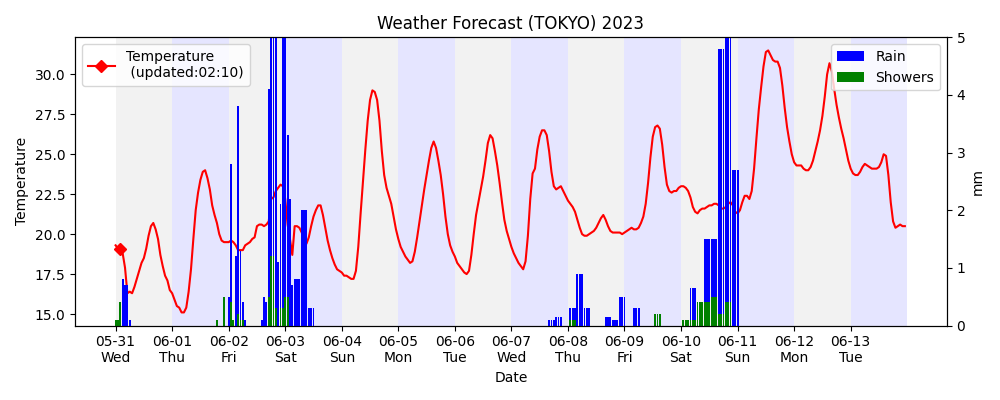 Weather Forecast (TOKYO) 2023
Temperature
(updated:02:10)
Rain
Showers
Temperature
30.0
27.5
25.0
22.5
20.0
17.5
15.0
5
4
3
2
1
0
mm
05-31 06-01 06-02 06-03 06-04 06-05 06-06 06-07 06-08 06-09 06-10 06-11 06-12 06-13
Wed Thu Fri Sat Sun Mon Tue Wed Thu Fri Sat Sun Mon Tue
Date